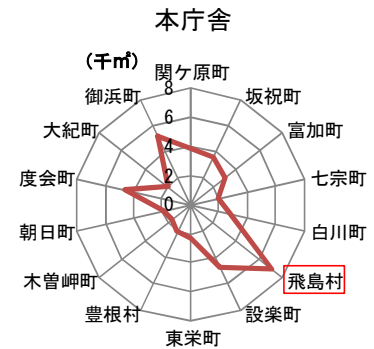 本庁舎
(千㎡)
関ケ原町
坂祝町
富加町
七宗町
白川町
飛島村
設楽町
東栄町
豊根村
木曽岬町
朝日町
度会町
大紀町
御浜町
8
6
4
2
0